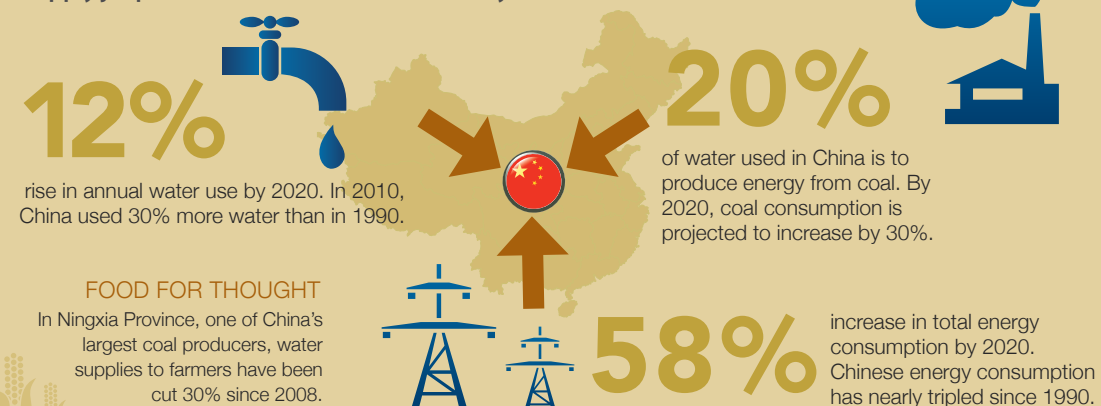 12%
rise in annual water use by 2020. In 2010,
China used 30% more water than in 1990.
20%
of water used in China is to
produce energy from coal. By
2020, coal consumption is
projected to increase by 30%.
FOOD FOR THOUGHT
In Ningxia Province, one of China's
largest coal producers, water
supplies to farmers have been
cut 30% since 2008.
58%
increase in total energy
consumption by 2020.
Chinese energy consumption
has nearly tripled since 1990.